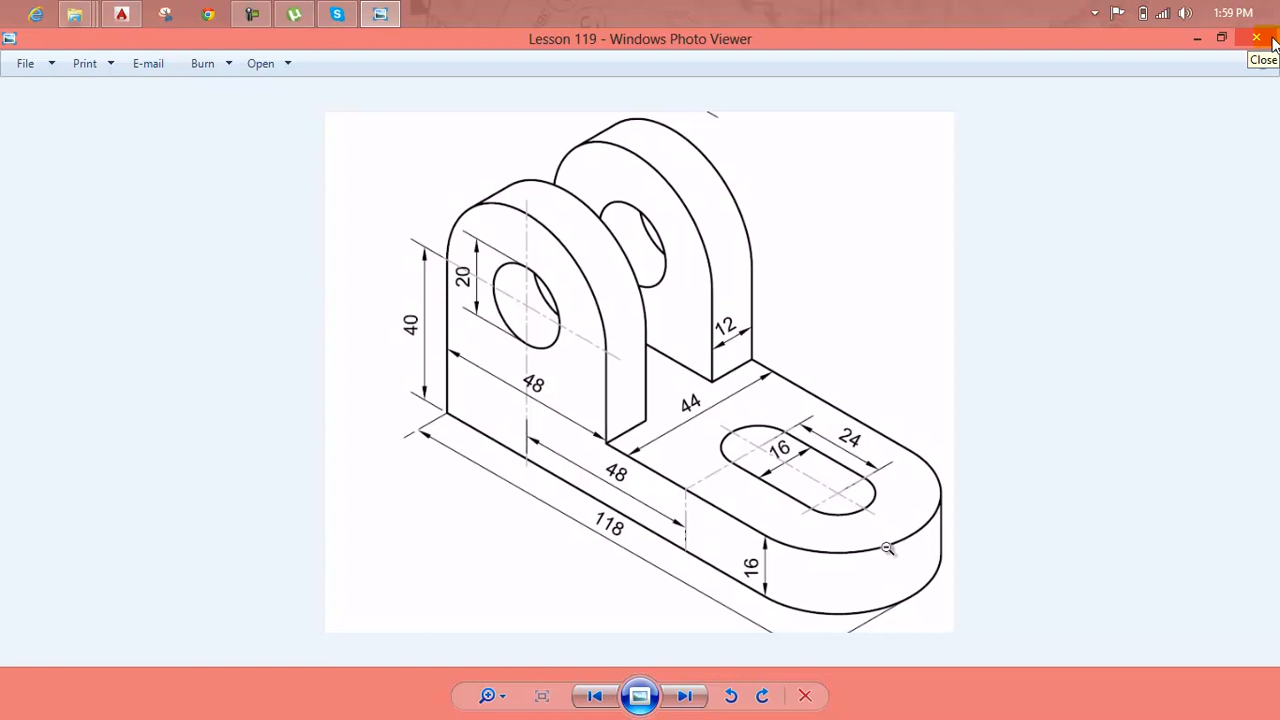 1:59 PM
Lesson 119 - Windows Photo Viewer
Close
File Print E-mail Burn Open
20
40
12
48
44
24
16
48
118
16